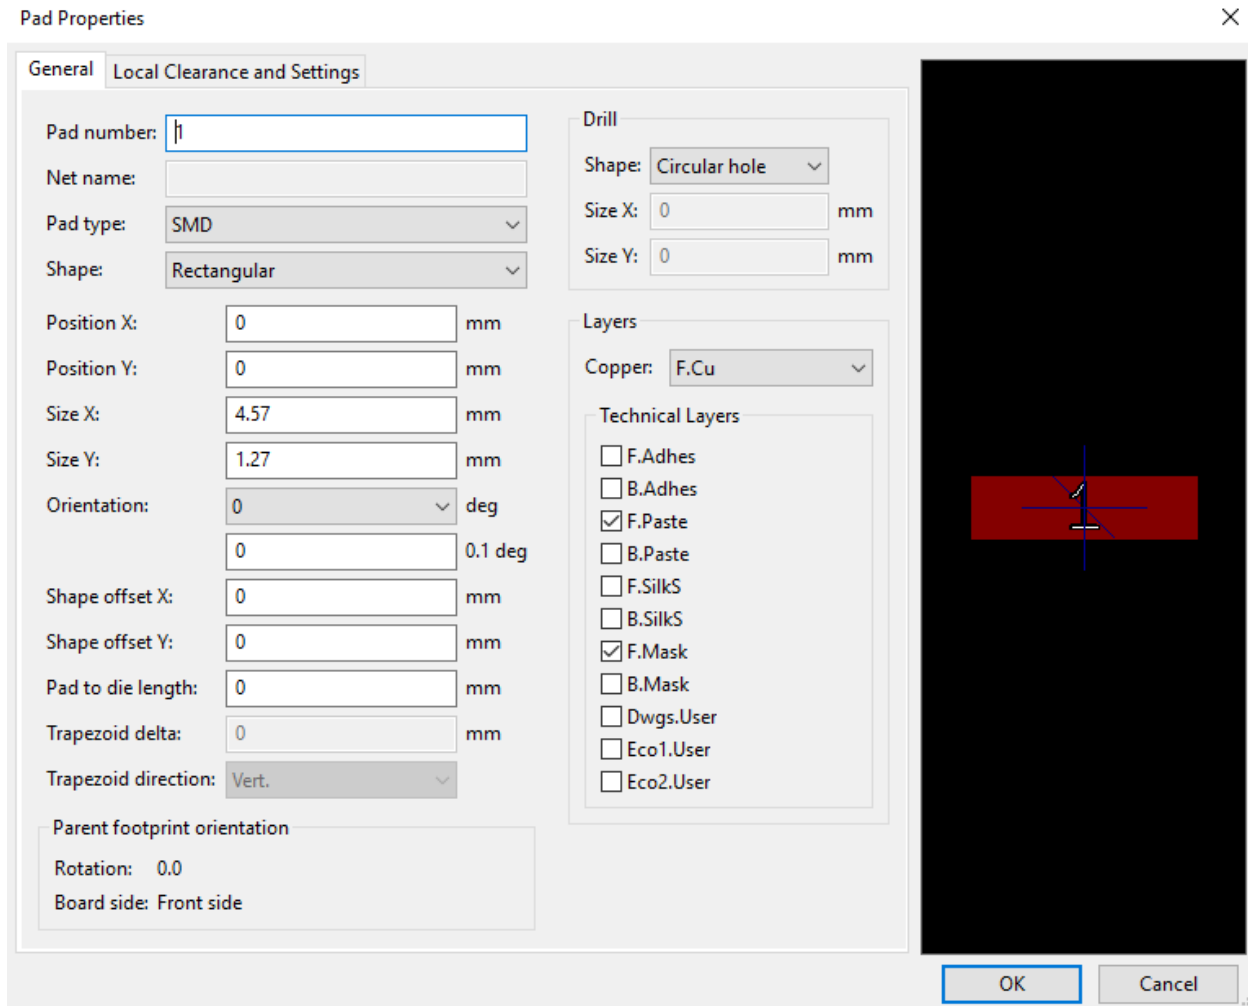 Pad Properties
General
Local Clearance and Settings
Pad number: 1
Net name:
Pad type: SMD
Shape: Rectangular
Position X: 0 mm
Position Y: 0 mm
Size X: 4.57 mm
Size Y: 1.27 mm
Orientation: 0 deg
0 0.1 deg
Shape offset X: 0 mm
Shape offset Y: 0 mm
Pad to die length: 0 mm
Trapezoid delta: 0 mm
Trapezoid direction: Vert.
Parent footprint orientation
Rotation: 0.0
Board side: Front side
Drill
Shape: Circular hole
Size X: 0 mm
Size Y: 0 mm
Layers
Copper: F.Cu
Technical Layers
F.Adhes
B.Adhes
F.Paste
B.Paste
F.SilkS
B.SilkS
F.Mask
B.Mask
Dwgs.User
Eco1.User
Eco2.User
1
OK
Cancel